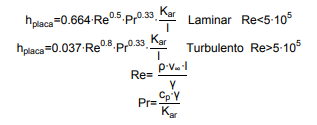 h_placa=0.664·Re^0.5·Pr^0.33·K_ar/l Laminar Re<5·10^5
h_placa=0.037·Re^0.8·Pr^0.33·K_ar/l Turbulento Re>5·10^5
Re=ρ·v_∞·l/γ
Pr=c_p·γ/K_ar